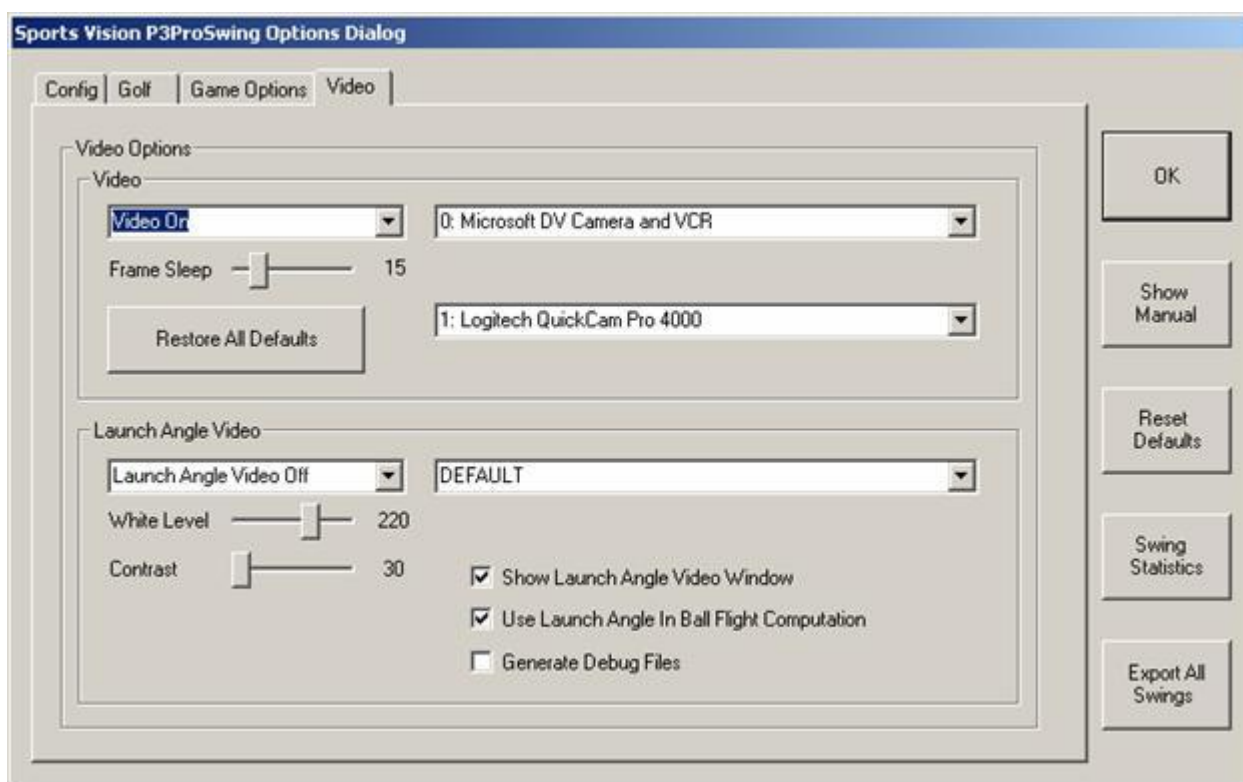 Sports Vision P3ProSwing Options Dialog
Config Golf Game Options Video
Video Options
Video
Video On
0: Microsoft DV Camera and VCR
Frame Sleep 15
Restore All Defaults
1: Logitech QuickCam Pro 4000
Launch Angle Video
Launch Angle Video Off
DEFAULT
White Level 220
Contrast 30
Show Launch Angle Video Window
Use Launch Angle In Ball Flight Computation
Generate Debug Files
OK
Show
Manual
Reset
Defaults
Swing
Statistics
Export All
Swings